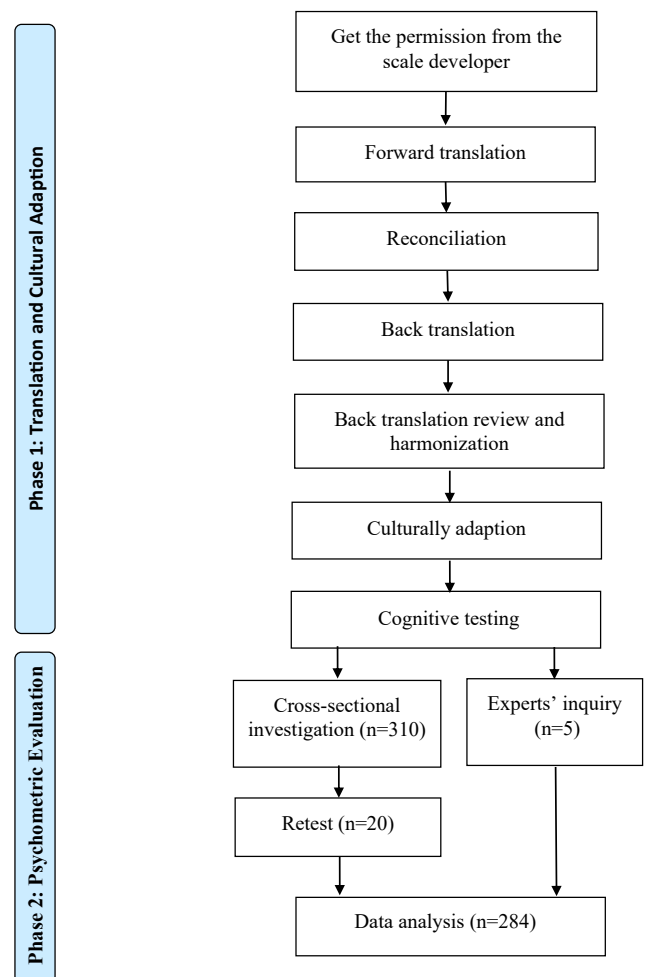 Phase 1: Translation and Cultural Adaption
Get the permission from the
scale developer
Forward translation
Reconciliation
Back translation
Back translation review and
harmonization
Culturally adaption
Cognitive testing
Phase 2: Psychometric Evaluation
Cross-sectional
investigation (n=310)
Experts’ inquiry
(n=5)
Retest (n=20)
Data analysis (n=284)